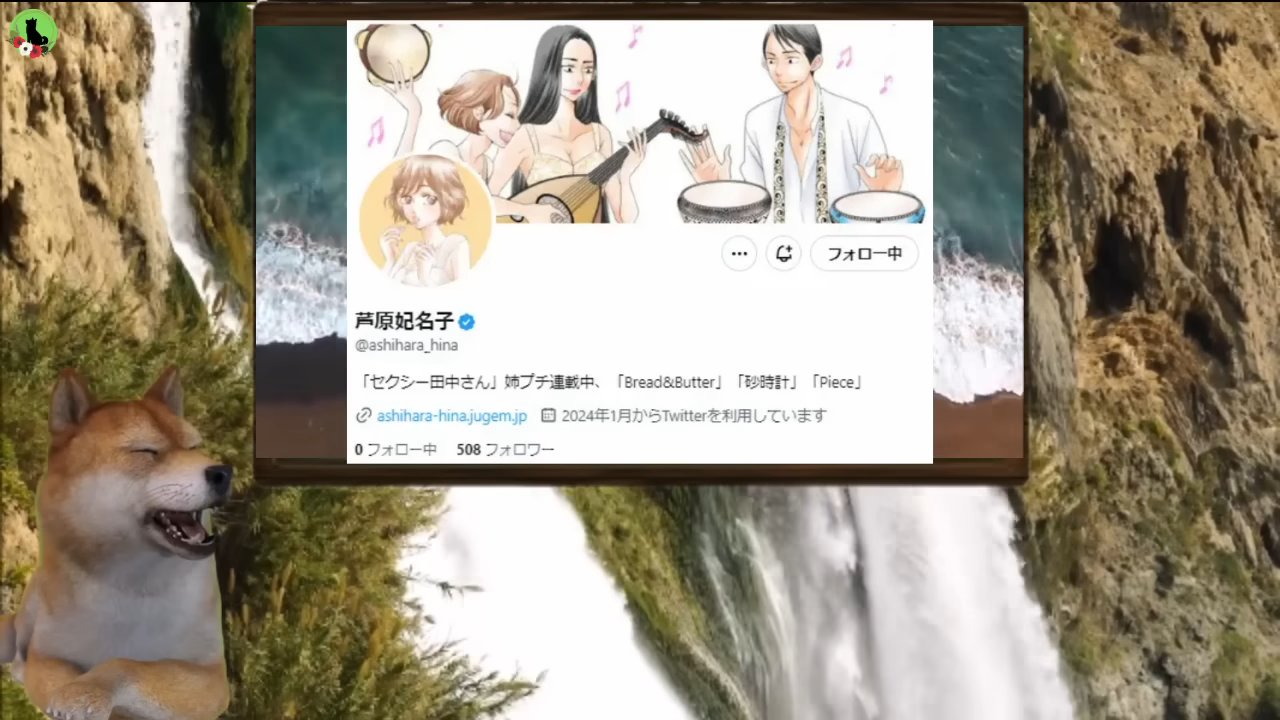 フォロー中
芦原妃名子
@ashihara_hina
「セクシー田中さん」姉プチ連載中、「Bread&Butter」「砂時計」「Piece」
ashihara-hina.jugem.jp 2024年1月からTwitterを利用しています
0 フォロー中 508 フォロワー